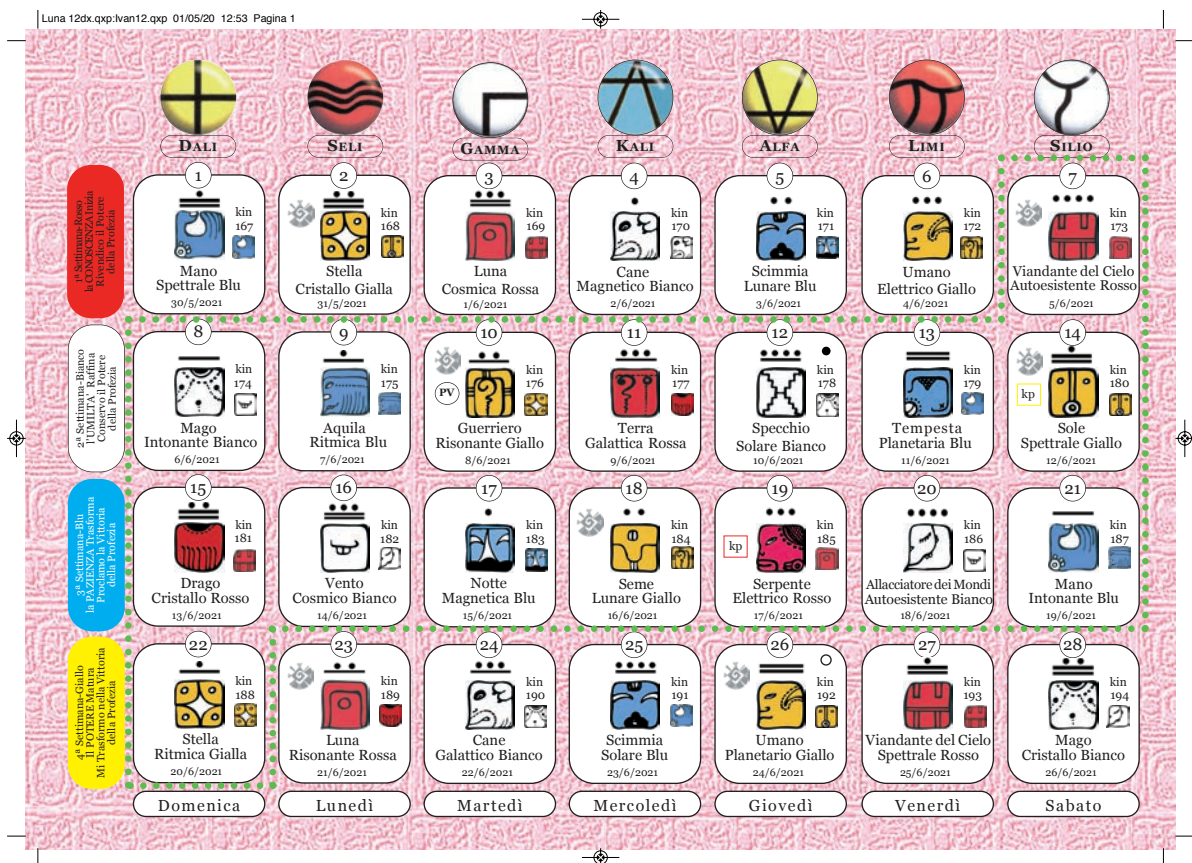 Luna 12dx.qxp:Ivan12.qxp 01/05/20 12:53 Pagina 1
DALI
SELI
GAMMA
KALI
ALFA
LIMI
SILIO
1ª Settimana-Rosso
la CONOSCENZA Inizia
Rivendico il Potere
della Profezia
1
kin
167
Mano
Spettrale Blu
30/5/2021
2
kin
168
Stella
Cristallo Gialla
31/5/2021
3
kin
169
Luna
Cosmica Rossa
1/6/2021
4
kin
170
Cane
Magnetico Bianco
2/6/2021
5
kin
171
Scimmia
Lunare Blu
3/6/2021
6
kin
172
Umano
Elettrico Giallo
4/6/2021
7
kin
173
Viandante del Cielo
Autoesistente Rosso
5/6/2021
2ª Settimana-Bianco
l'UMILTA' Raffina
Conservo il Potere
della Profezia
8
kin
174
Mago
Intonante Bianco
6/6/2021
9
kin
175
Aquila
Ritmica Blu
7/6/2021
10
PV
kin
176
Guerriero
Risonante Giallo
8/6/2021
11
kin
177
Terra
Galattica Rossa
9/6/2021
12
kin
178
Specchio
Solare Bianco
10/6/2021
13
kin
179
Tempesta
Planetaria Blu
11/6/2021
14
kp
kin
180
Sole
Spettrale Giallo
12/6/2021
3ª Settimana-Blu
la PAZIENZA Trasforma
Proclamo la Vittoria
della Profezia
15
kin
181
Drago
Cristallo Rosso
13/6/2021
16
kin
182
Vento
Cosmico Bianco
14/6/2021
17
kin
183
Notte
Magnetica Blu
15/6/2021
18
kin
184
Seme
Lunare Giallo
16/6/2021
19
kp
kin
185
Serpente
Elettrico Rosso
17/6/2021
20
kin
186
Allacciatore dei Mondi
Autoesistente Bianco
18/6/2021
21
kin
187
Mano
Intonante Blu
19/6/2021
4ª Settimana-Giallo
Il POTERE Matura
Mi Trasformo nella Vittoria
della Profezia
22
kin
188
Stella
Ritmica Gialla
20/6/2021
23
kin
189
Luna
Risonante Rossa
21/6/2021
24
kin
190
Cane
Galattico Bianco
22/6/2021
25
kin
191
Scimmia
Solare Blu
23/6/2021
26
kin
192
Umano
Planetario Giallo
24/6/2021
27
kin
193
Viandante del Cielo
Spettrale Rosso
25/6/2021
28
kin
194
Mago
Cristallo Bianco
26/6/2021
Domenica
Lunedì
Martedì
Mercoledì
Giovedì
Venerdì
Sabato